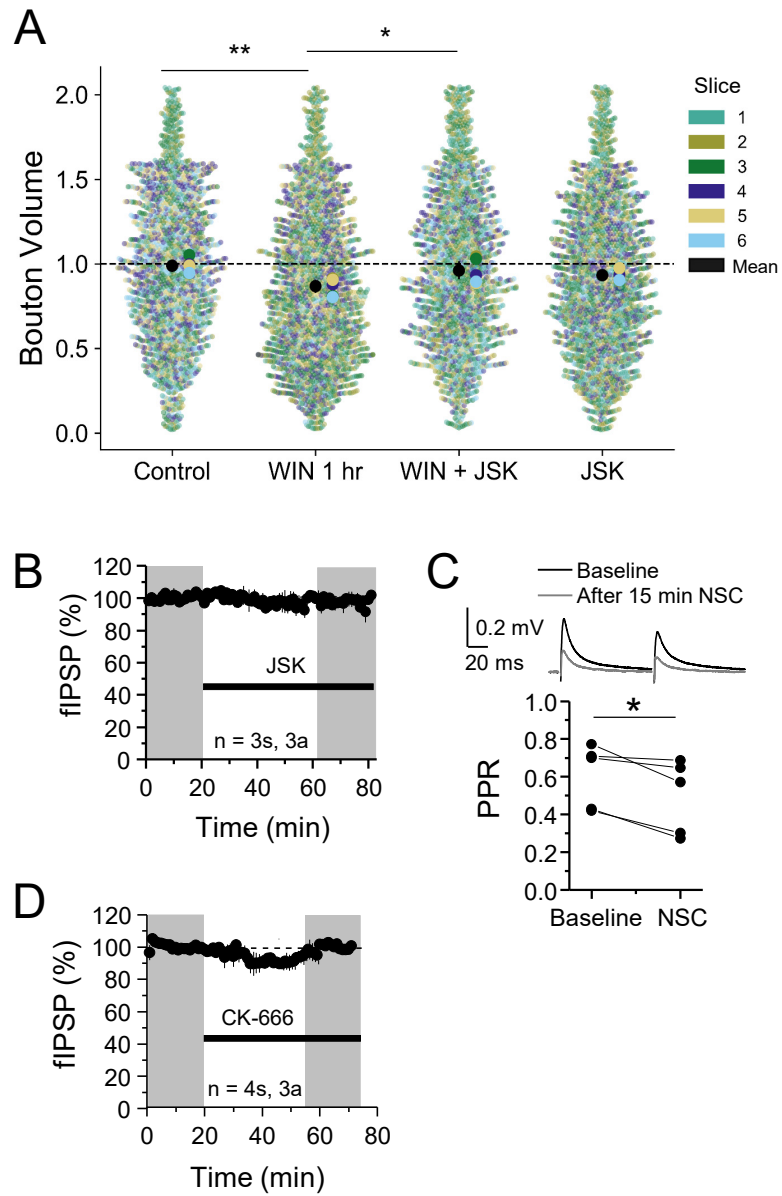 A
**
*
Bouton Volume
2.0
1.5
1.0
0.5
0.0
Control
WIN 1 hr
WIN + JSK
JSK
Slice
1
2
3
4
5
6
Mean
B
fIPSP (%)
120
100
80
60
40
20
0
JSK
n = 3s, 3a
0 20 40 60 80
Time (min)
C
Baseline
After 15 min NSC
0.2 mV
20 ms
*
PPR
1.0
0.8
0.6
0.4
0.2
0.0
Baseline NSC
D
fIPSP (%)
120
100
80
60
40
20
0
CK-666
n = 4s, 3a
0 20 40 60 80
Time (min)